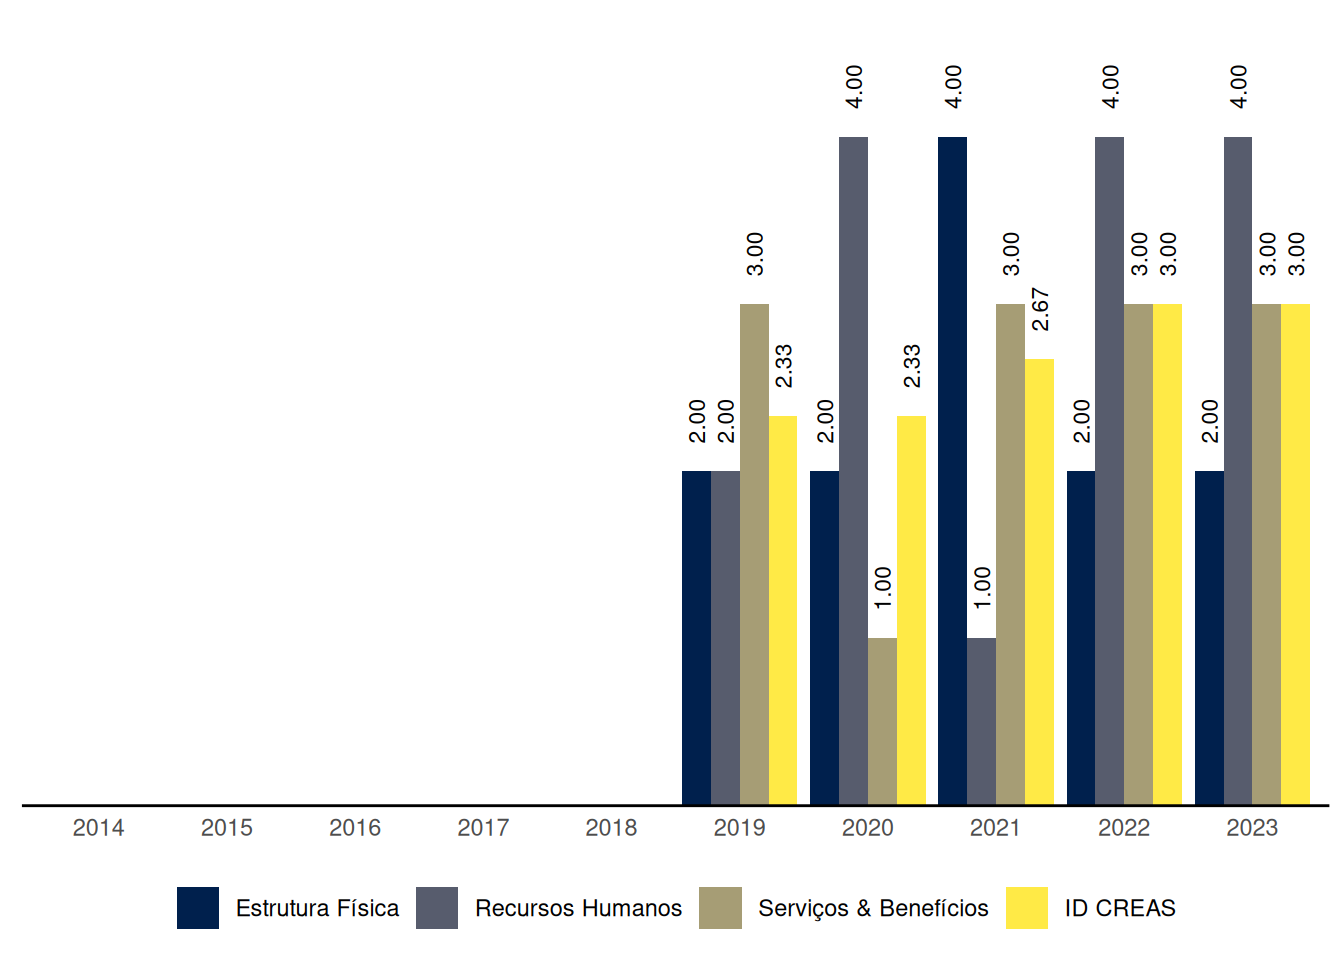 4.00 4.00 4.00 4.00
3.00 3.00 3.00 3.00 3.00 3.00
2.67
2.33 2.33
2.00 2.00 2.00 2.00 2.00
1.00 1.00
2014 2015 2016 2017 2018 2019 2020 2021 2022 2023
Estrutura Física Recursos Humanos Serviços & Benefícios ID CREAS